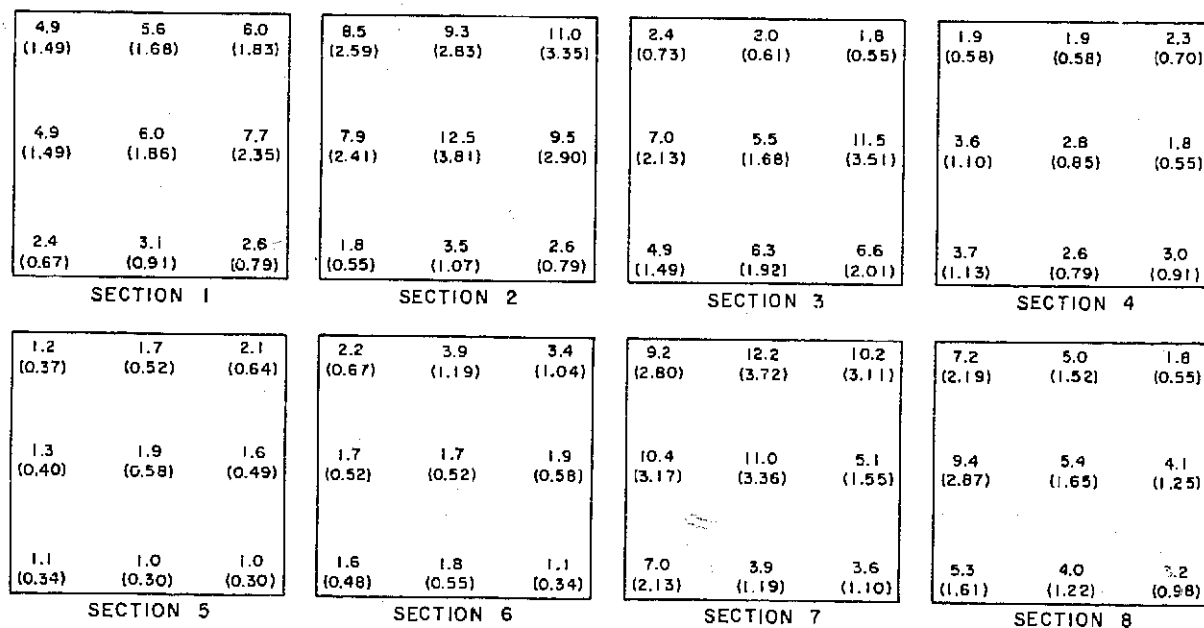 4.9 5.6 6.0
(1.49) (1.68) (1.83)
4.9 6.0 7.7
(1.49) (1.86) (2.35)
2.4 3.1 2.6
(0.67) (0.91) (0.79)
SECTION 1
8.5 9.3 11.0
(2.59) (2.83) (3.35)
7.9 12.5 9.5
(2.41) (3.81) (2.90)
1.8 3.5 2.6
(0.55) (1.07) (0.79)
SECTION 2
2.4 2.0 1.8
(0.73) (0.61) (0.55)
7.0 5.5 11.5
(2.13) (1.68) (3.51)
4.9 6.3 6.6
(1.49) (1.92) (2.01)
SECTION 3
1.9 1.9 2.3
(0.58) (0.58) (0.70)
3.6 2.8 1.8
(1.10) (0.85) (0.55)
3.7 2.6 3.0
(1.13) (0.79) (0.91)
SECTION 4
1.2 1.7 2.1
(0.37) (0.52) (0.64)
1.3 1.9 1.6
(0.40) (0.58) (0.49)
1.1 1.0 1.0
(0.34) (0.30) (0.30)
SECTION 5
2.2 3.9 3.4
(0.67) (1.19) (1.04)
1.7 1.7 1.9
(0.52) (0.52) (0.58)
1.6 1.8 1.1
(0.48) (0.55) (0.34)
SECTION 6
9.2 12.2 10.2
(2.80) (3.72) (3.11)
10.4 11.0 5.1
(3.17) (3.36) (1.55)
7.0 3.9 3.6
(2.13) (1.19) (1.10)
SECTION 7
7.2 5.0 1.8
(2.19) (1.52) (0.55)
9.4 5.4 4.1
(2.87) (1.65) (1.25)
5.3 4.0 3.2
(1.61) (1.22) (0.98)
SECTION 8